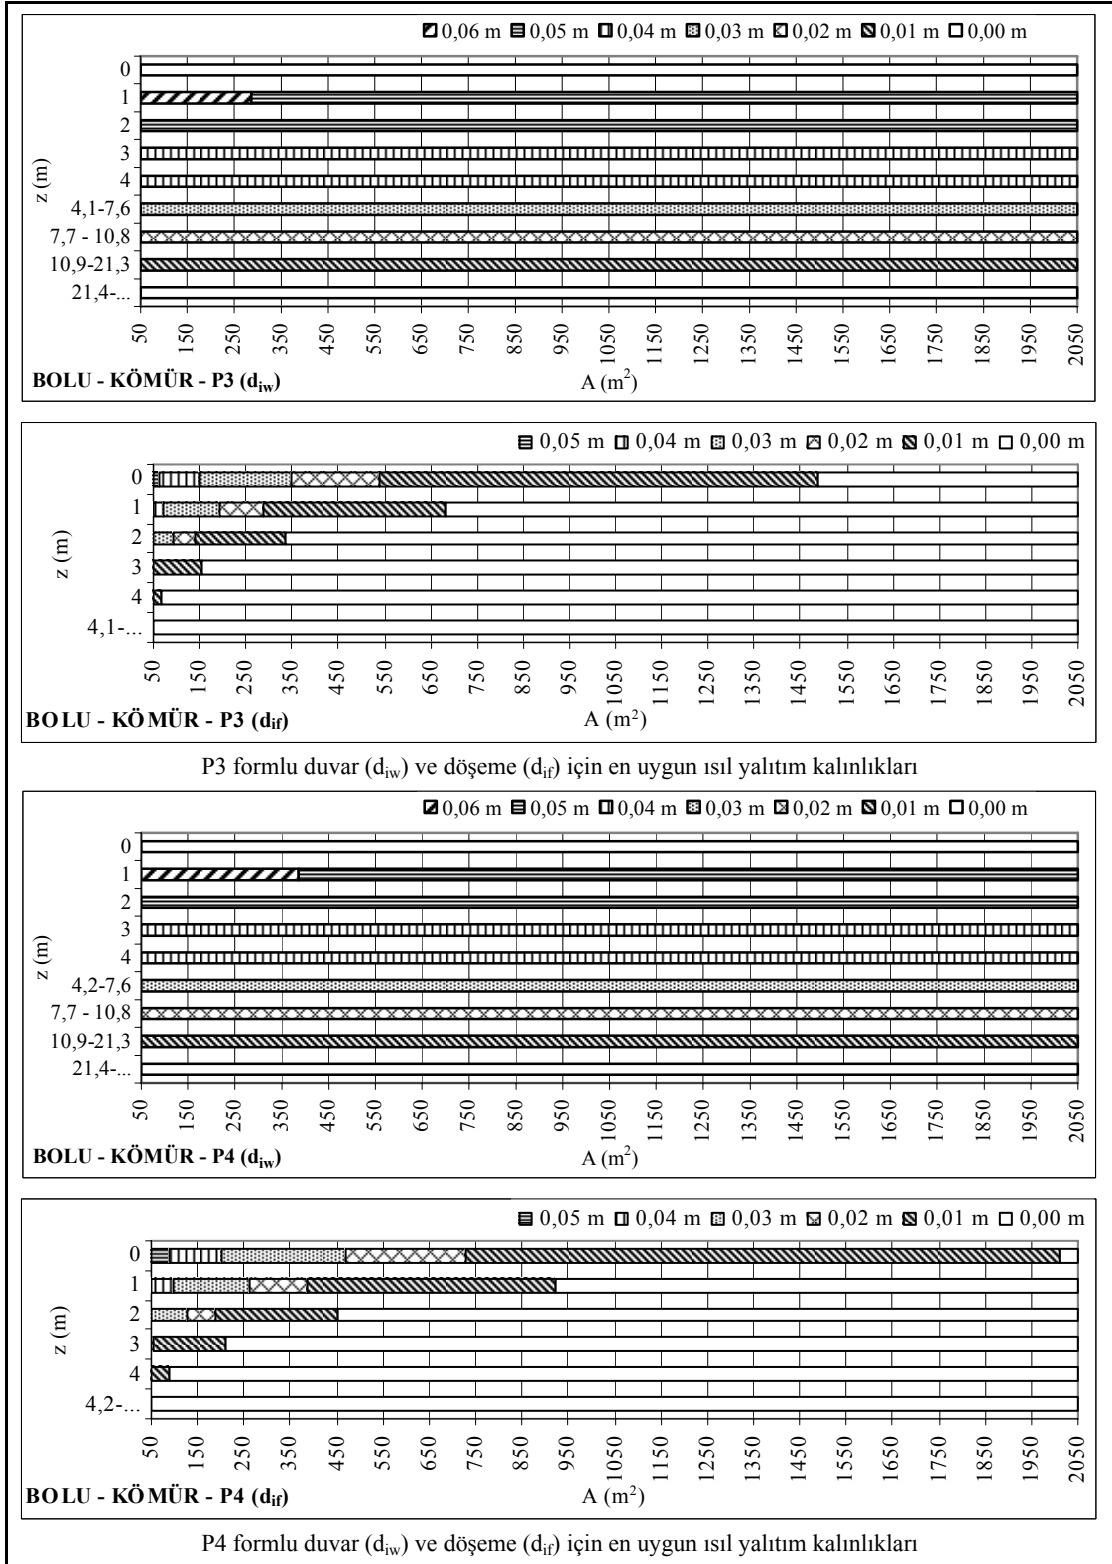 0,06 m 0,05 m 0,04 m 0,03 m 0,02 m 0,01 m 0,00 m
z (m)
0
1
2
3
4
4,1-7,6
7,7 - 10,8
10,9-21,3
21,4-...
50 150 250 350 450 550 650 750 850 950 1050 1150 1250 1350 1450 1550 1650 1750 1850 1950 2050
BOLU - KÖMÜR - P3 (d_iw) A (m²)
0,05 m 0,04 m 0,03 m 0,02 m 0,01 m 0,00 m
z (m)
0
1
2
3
4
4,1-...
50 150 250 350 450 550 650 750 850 950 1050 1150 1250 1350 1450 1550 1650 1750 1850 1950 2050
BOLU - KÖMÜR - P3 (d_if) A (m²)
P3 formlu duvar (d_iw) ve döşeme (d_if) için en uygun ısıl yalıtım kalınlıkları
0,06 m 0,05 m 0,04 m 0,03 m 0,02 m 0,01 m 0,00 m
z (m)
0
1
2
3
4
4,2-7,6
7,7 - 10,8
10,9-21,3
21,4-...
50 150 250 350 450 550 650 750 850 950 1050 1150 1250 1350 1450 1550 1650 1750 1850 1950 2050
BOLU - KÖMÜR - P4 (d_iw) A (m²)
0,05 m 0,04 m 0,03 m 0,02 m 0,01 m 0,00 m
z (m)
0
1
2
3
4
4,2-...
50 150 250 350 450 550 650 750 850 950 1050 1150 1250 1350 1450 1550 1650 1750 1850 1950 2050
BOLU - KÖMÜR - P4 (d_if) A (m²)
P4 formlu duvar (d_iw) ve döşeme (d_if) için en uygun ısıl yalıtım kalınlıkları